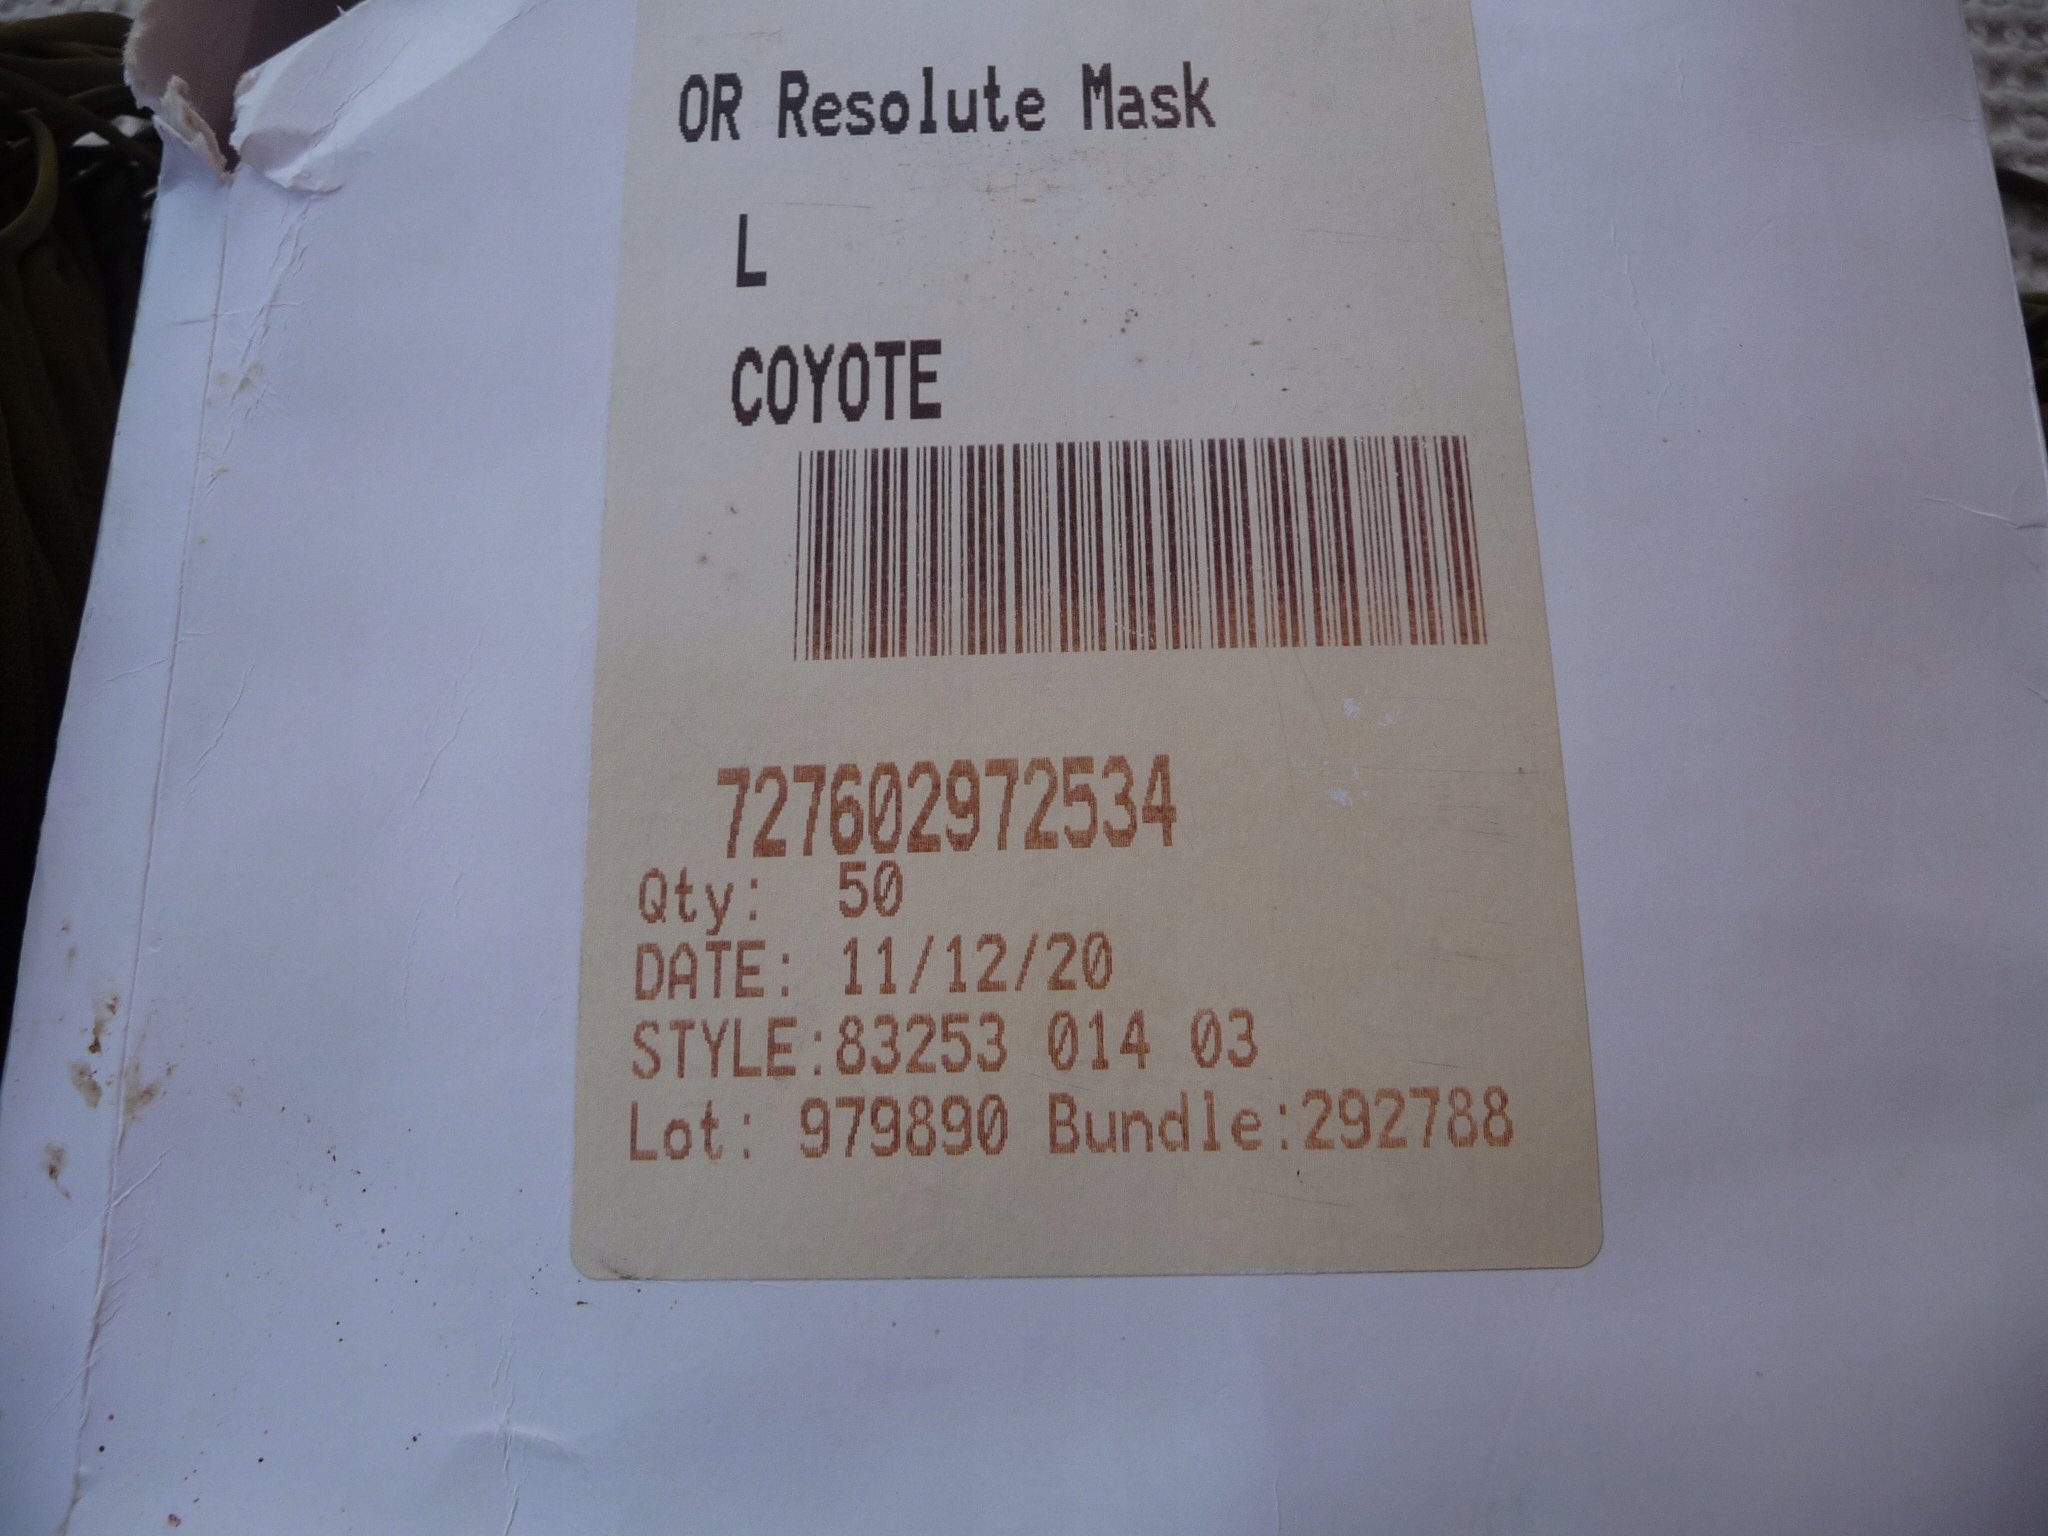 OR Resolute Mask
L
COYOTE
727602972534
Qty: 50
DATE: 11/12/20
STYLE:83253 014 03
Lot: 979890 Bundle:292788